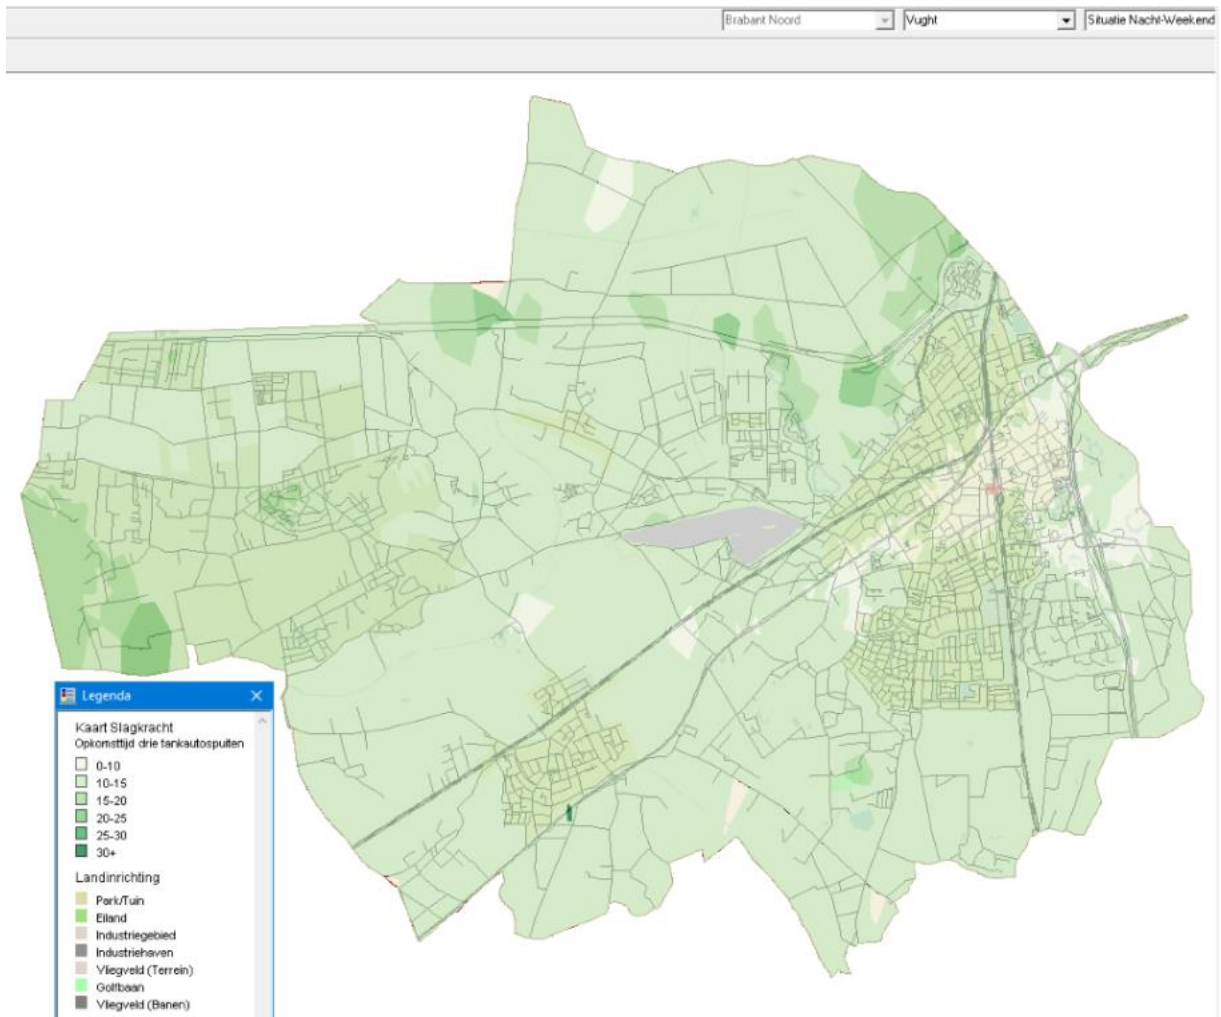 Brabant Noord Vught Situatie Nacht-Weekend
Legenda
Kaart Slagkracht
Opkomsttijd drie tankautospuiten
0-10
10-15
15-20
20-25
25-30
30+
Landinrichting
Park/Tuin
Eiland
Industriegebied
Industriehaven
Vliegveld (Terrein)
Golfbaan
Vliegveld (Banen)